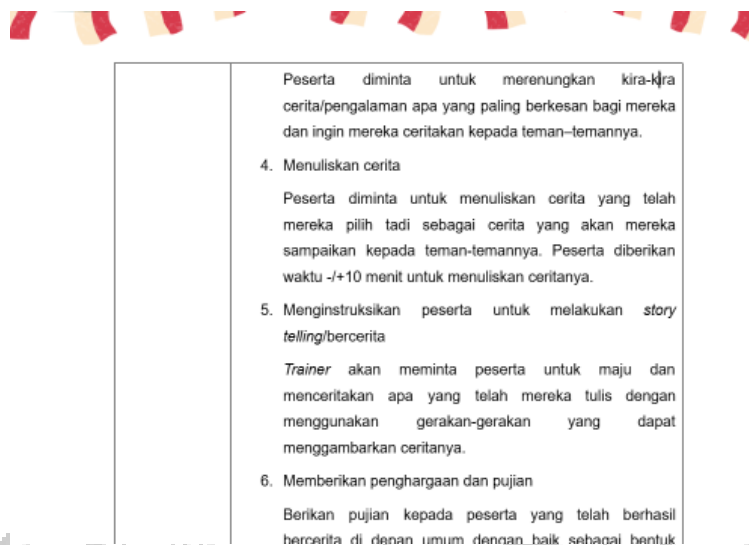 Peserta diminta untuk merenungkan kira-kira
cerita/pengalaman apa yang paling berkesan bagi mereka
dan ingin mereka ceritakan kepada teman–temannya.
4. Menuliskan cerita
Peserta diminta untuk menuliskan cerita yang telah
mereka pilih tadi sebagai cerita yang akan mereka
sampaikan kepada teman-temannya. Peserta diberikan
waktu -/+10 menit untuk menuliskan ceritanya.
5. Menginstruksikan peserta untuk melakukan story
telling/bercerita
Trainer akan meminta peserta untuk maju dan
menceritakan apa yang telah mereka tulis dengan
menggunakan gerakan-gerakan yang dapat
menggambarkan ceritanya.
6. Memberikan penghargaan dan pujian
Berikan pujian kepada peserta yang telah berhasil
bercerita di depan umum dengan baik sebagai bentuk